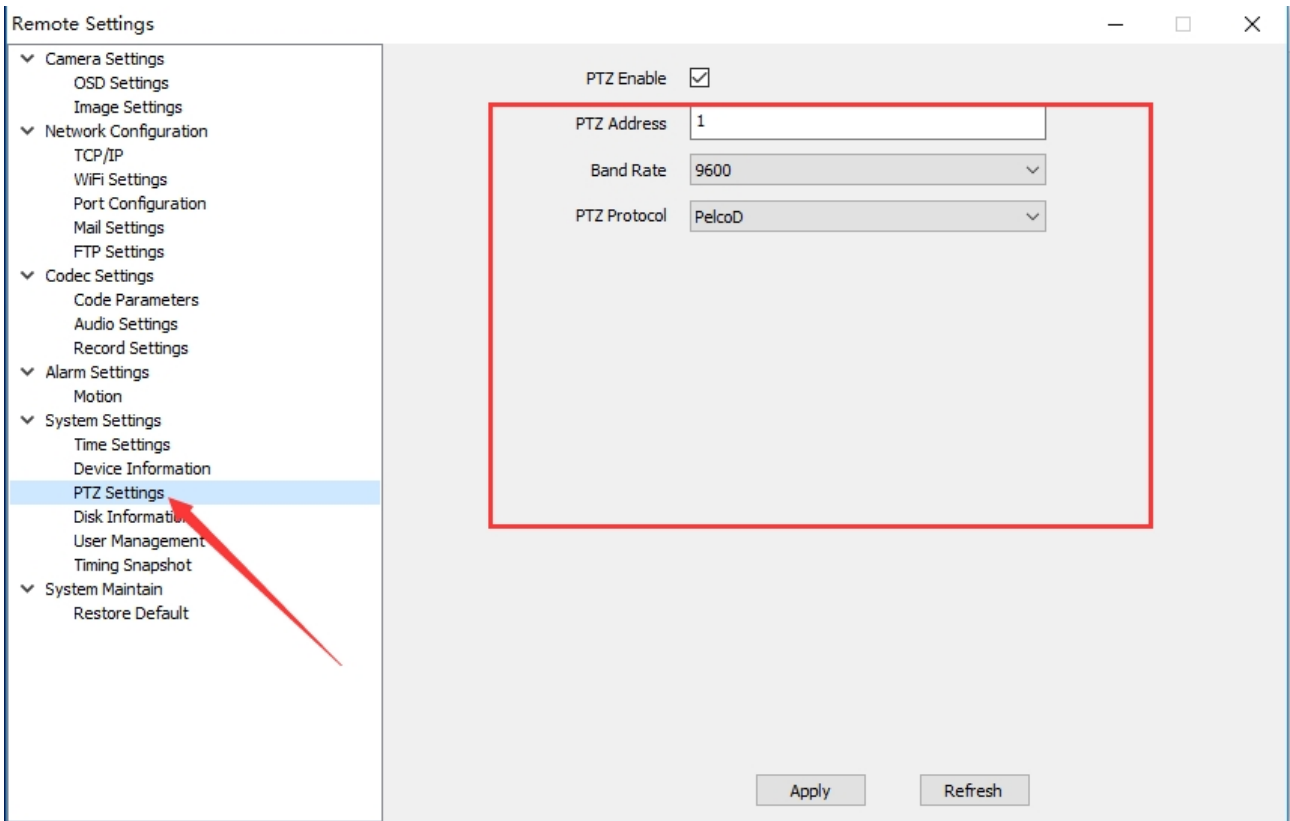 Remote Settings
Camera Settings
OSD Settings
Image Settings
Network Configuration
TCP/IP
WiFi Settings
Port Configuration
Mail Settings
FTP Settings
Codec Settings
Code Parameters
Audio Settings
Record Settings
Alarm Settings
Motion
System Settings
Time Settings
Device Information
PTZ Settings
Disk Information
User Management
Timing Snapshot
System Maintain
Restore Default
PTZ Enable
PTZ Address 1
Band Rate 9600
PTZ Protocol PelcoD
Apply Refresh